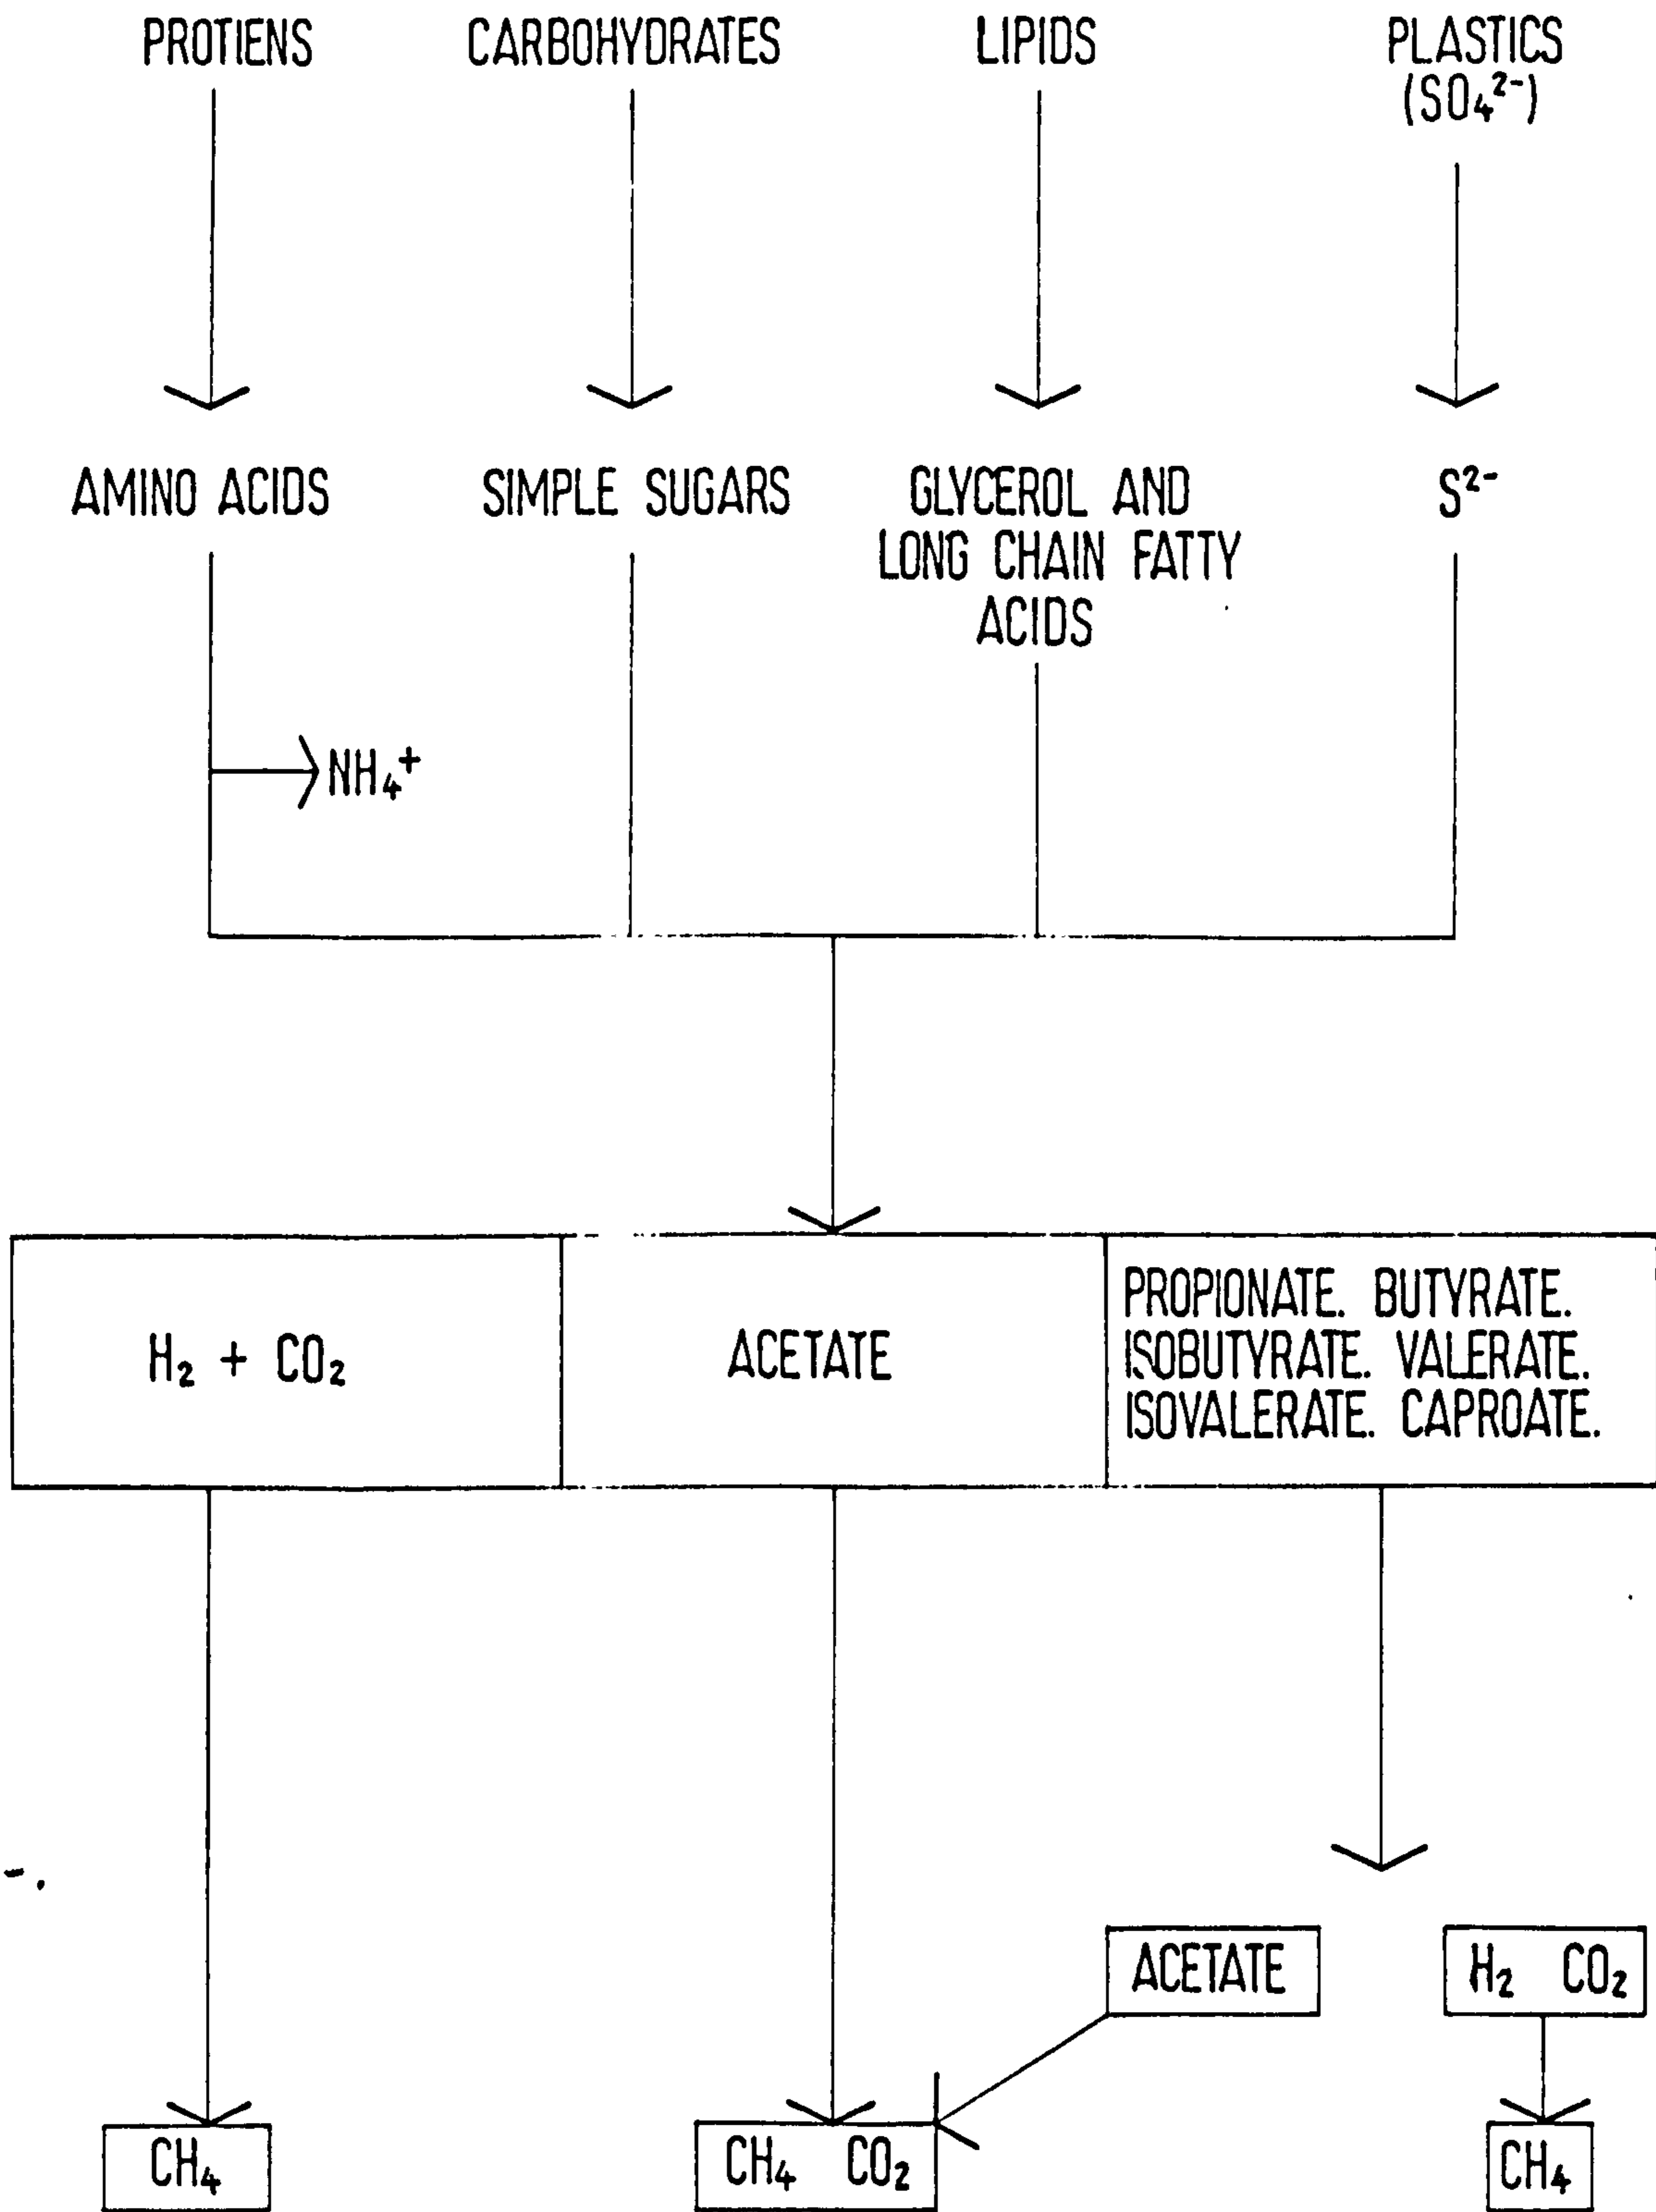 PROTIENS CARBOHYDRATES LIPIDS PLASTICS
(SO₄²⁻)
AMINO ACIDS SIMPLE SUGARS GLYCEROL AND S²⁻
LONG CHAIN FATTY
ACIDS
NH₄⁺
H₂ + CO₂
ACETATE
PROPIONATE. BUTYRATE.
ISOBUTYRATE. VALERATE.
ISOVALERATE. CAPROATE.
ACETATE
H₂ CO₂
CH₄
CH₄ CO₂
CH₄